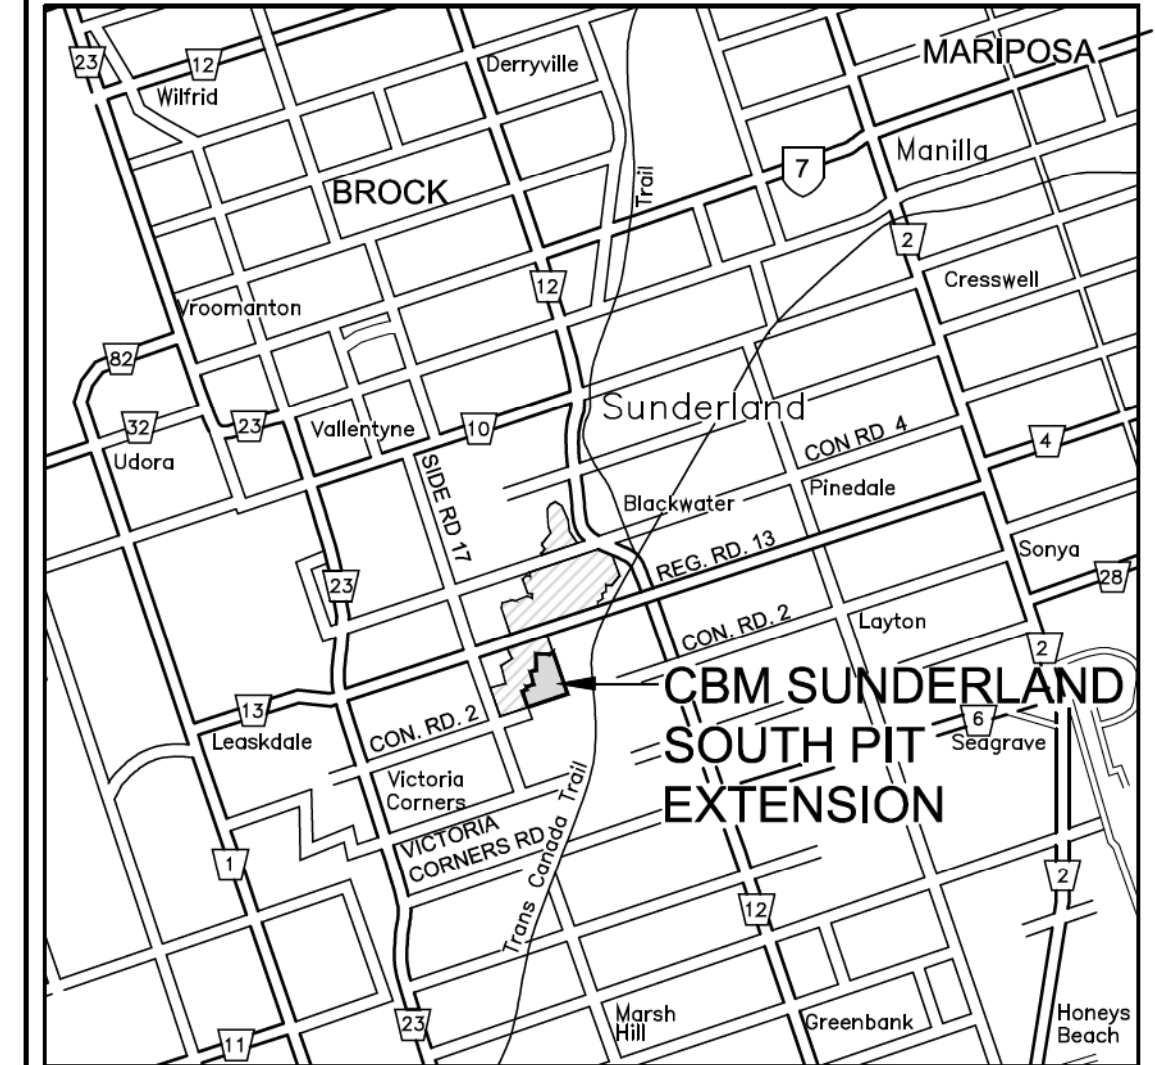 MARIPOSA
23
12
Derryville
Wilfrid
Manilla
7
Trail
BROCK
2
Cresswell
12
Vroomanton
82
Sunderland
32
23
Vallentyne
10
CON RD 4
4
Udora
SIDE RD 17
Pinedale
Blackwater
REG. RD. 13
Sonya
28
23
CON. RD. 2
Layton
2
CBM SUNDERLAND
SOUTH PIT
EXTENSION
13
CON. RD. 2
6
Leaskdale
Seagrave
Victoria
Corners
VICTORIA
CORNERS RD
Trans Canada Trail
1
2
12
23
Marsh
Hill
Greenbank
Honeys
Beach
11